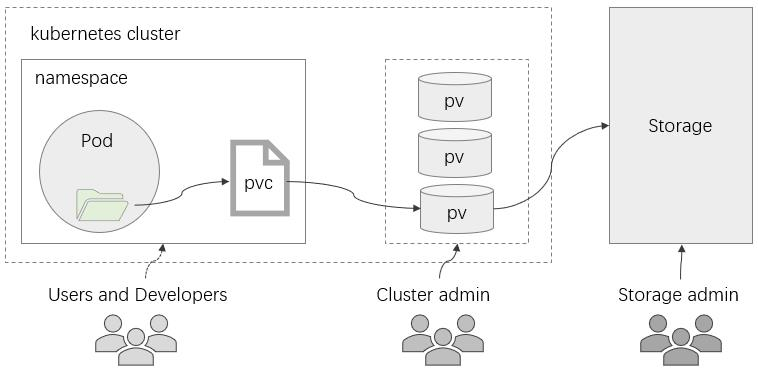 kubernetes cluster
namespace
Pod
pvc
pv
pv
pv
Storage
Users and Developers
Cluster admin
Storage admin